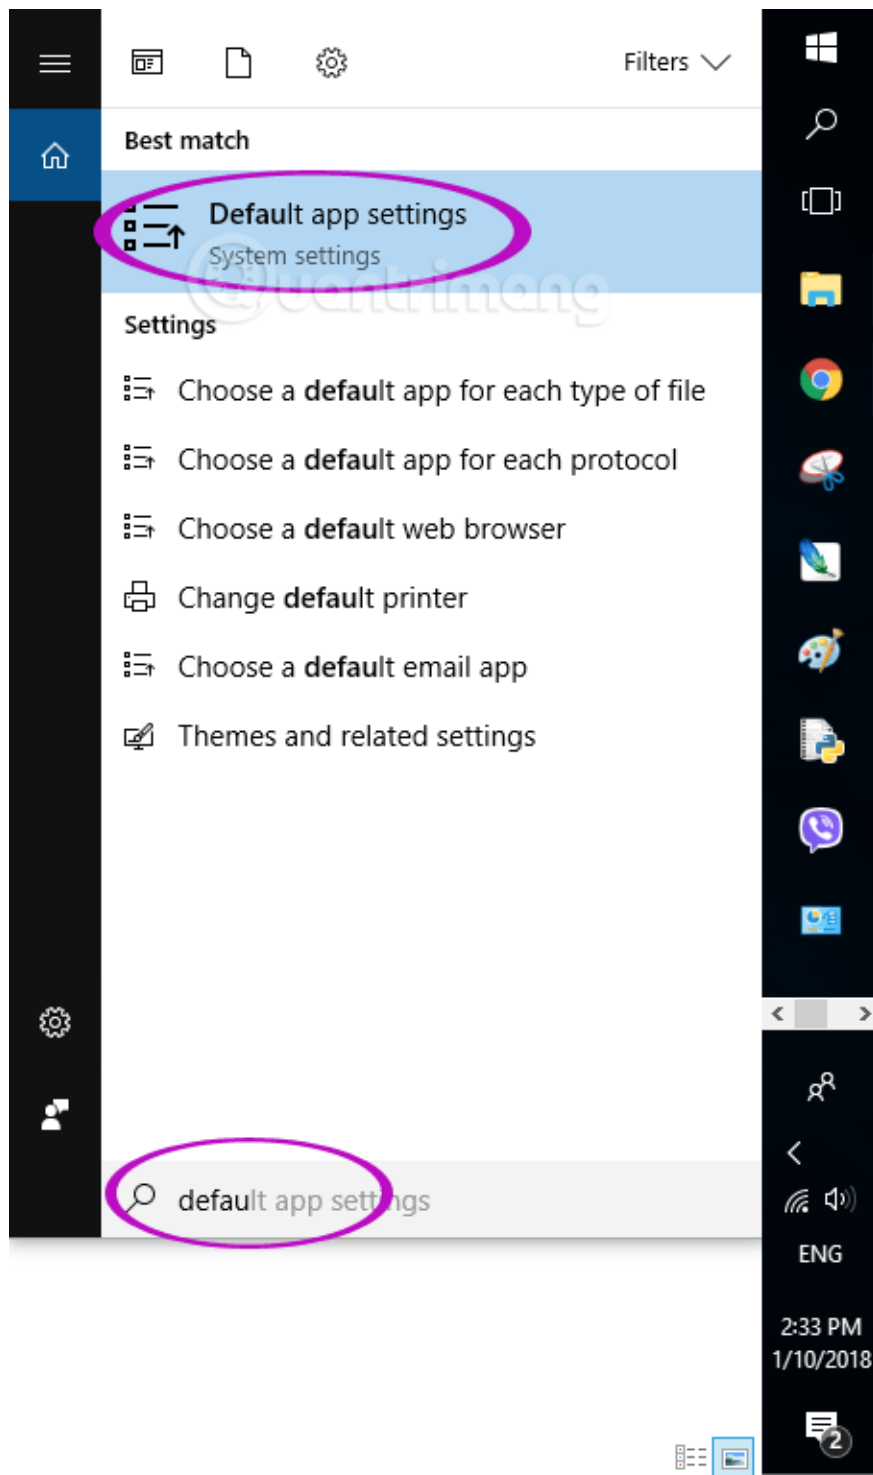 Filters
Best match
Default app settings
System settings
Quantrimang
Settings
Choose a default app for each type of file
Choose a default app for each protocol
Choose a default web browser
Change default printer
Choose a default email app
Themes and related settings
default app settings
ENG
2:33 PM
1/10/2018
2